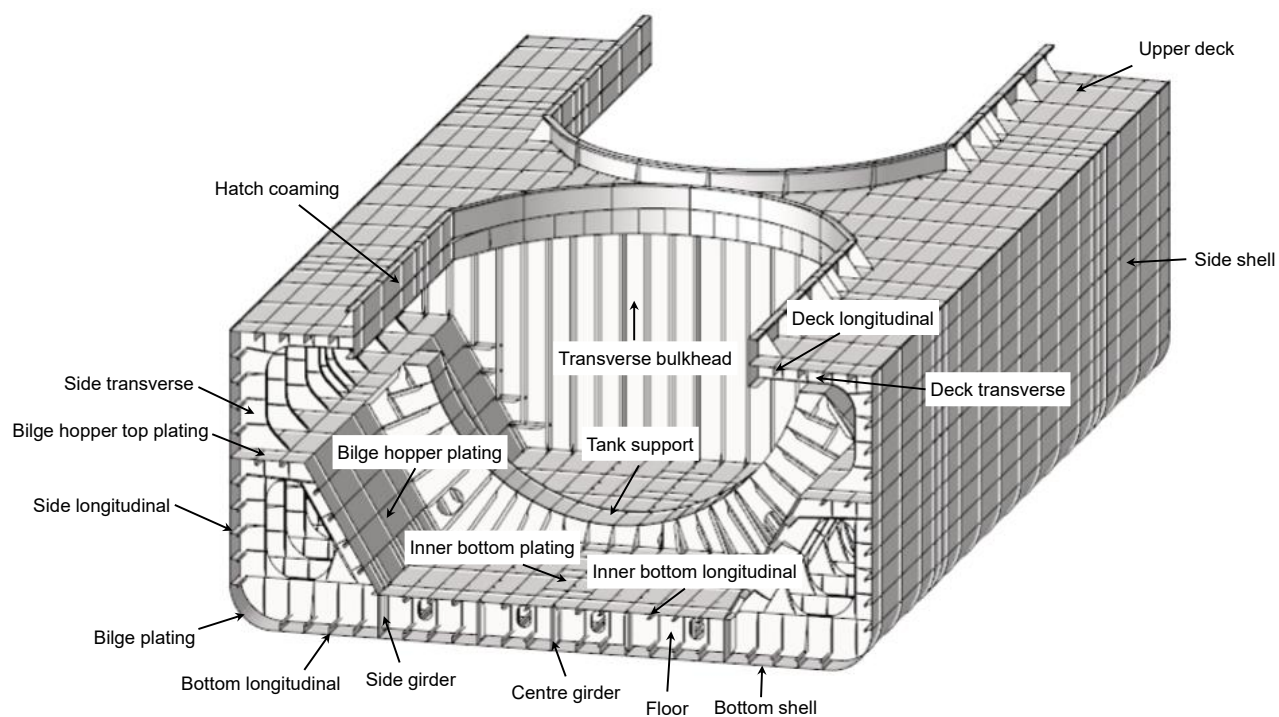 Upper deck
Hatch coaming
Side shell
Deck longitudinal
Transverse bulkhead
Side transverse
Deck transverse
Bilge hopper top plating
Tank support
Bilge hopper plating
Side longitudinal
Inner bottom plating
Inner bottom longitudinal
Bilge plating
Side girder
Bottom longitudinal
Centre girder
Floor
Bottom shell